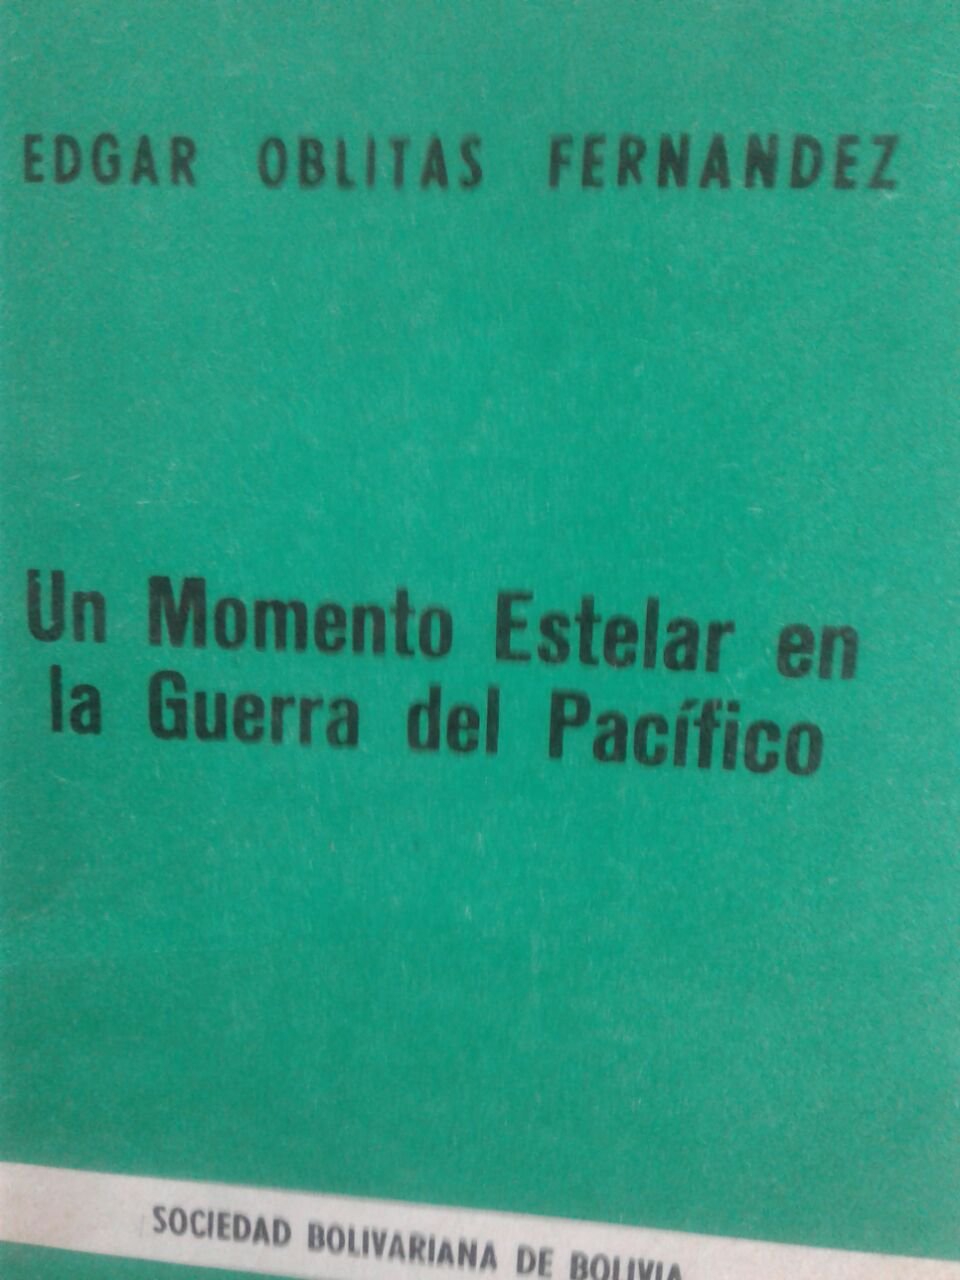 EDGAR OBLITAS FERNANDEZ
Un Momento Estelar en
la Guerra del Pacífico
SOCIEDAD BOLIVARIANA DE BOLIVIA